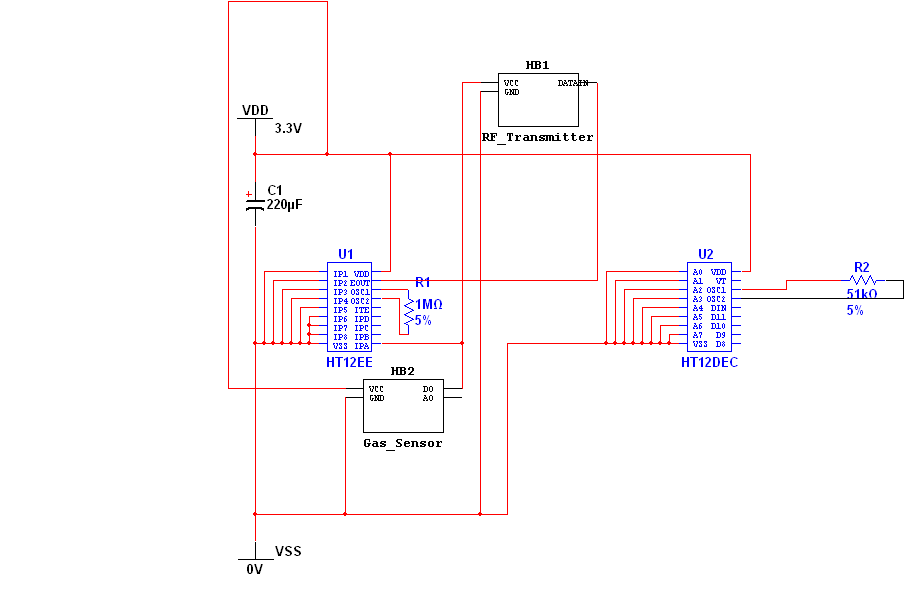 HB1
VCC DATAIN
GND
RF_Transmitter
VDD
3.3V
C1
220µF
U1
IP1 VDD
IP2 EOUT
IP3 OSC1
IP4 OSC2
IP5 ITE
IP6 IPD
IP7 IPC
IP8 IPB
VSS IPA
HT12EE
R1
1MΩ
5%
U2
A0 VDD
A1 VT
A2 OSC1
A3 OSC2
A4 DIN
A5 D11
A6 D10
A7 D9
VSS D8
HT12DEC
R2
51kΩ
5%
HB2
VCC D0
GND A0
Gas_Sensor
VSS
0V